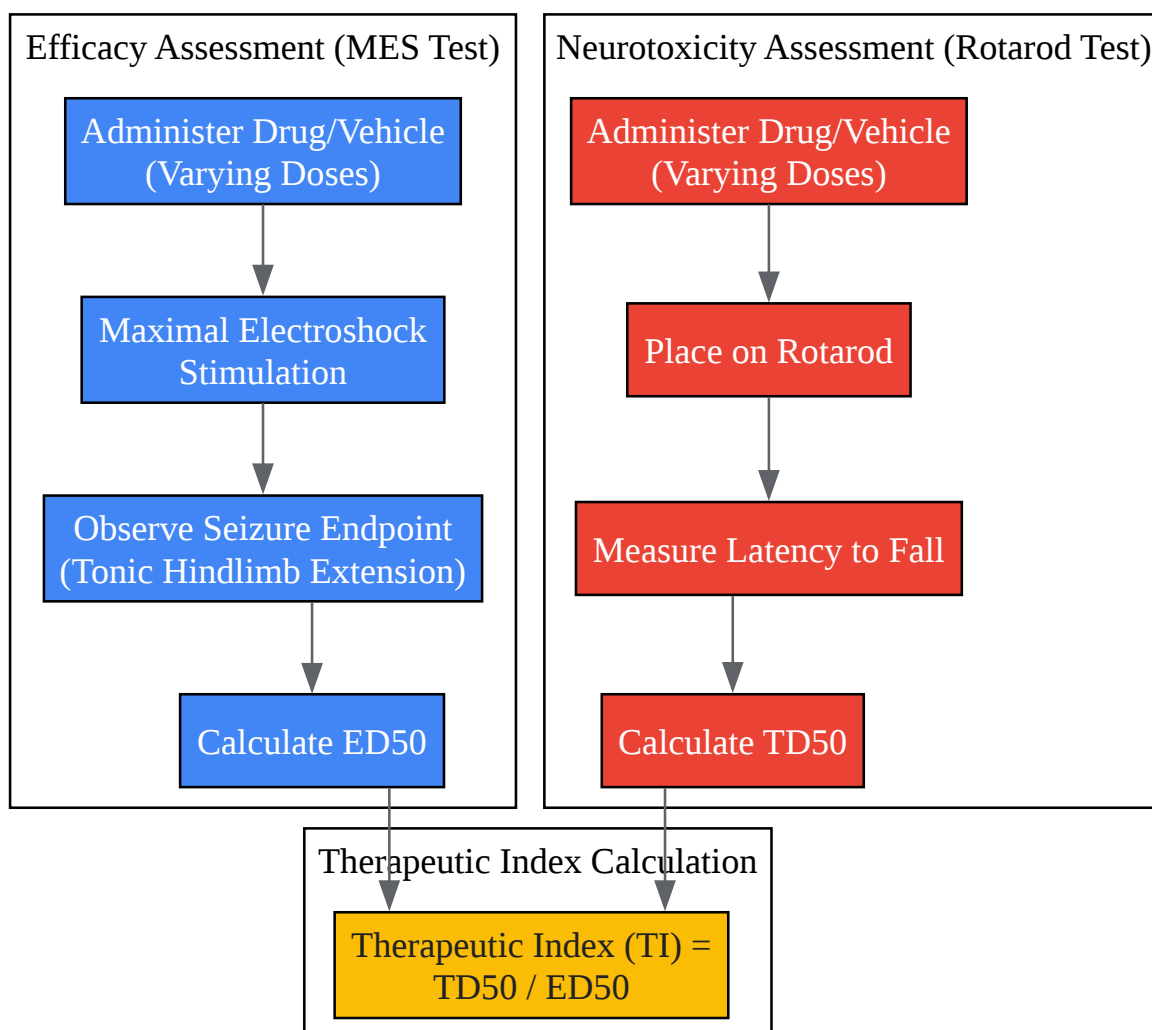 Efficacy Assessment (MES Test)
Administer Drug/Vehicle
(Varying Doses)
Maximal Electroshock
Stimulation
Observe Seizure Endpoint
(Tonic Hindlimb Extension)
Calculate ED50
Neurotoxicity Assessment (Rotarod Test)
Administer Drug/Vehicle
(Varying Doses)
Place on Rotarod
Measure Latency to Fall
Calculate TD50
Therapeutic Index Calculation
Therapeutic Index (TI) =
TD50 / ED50